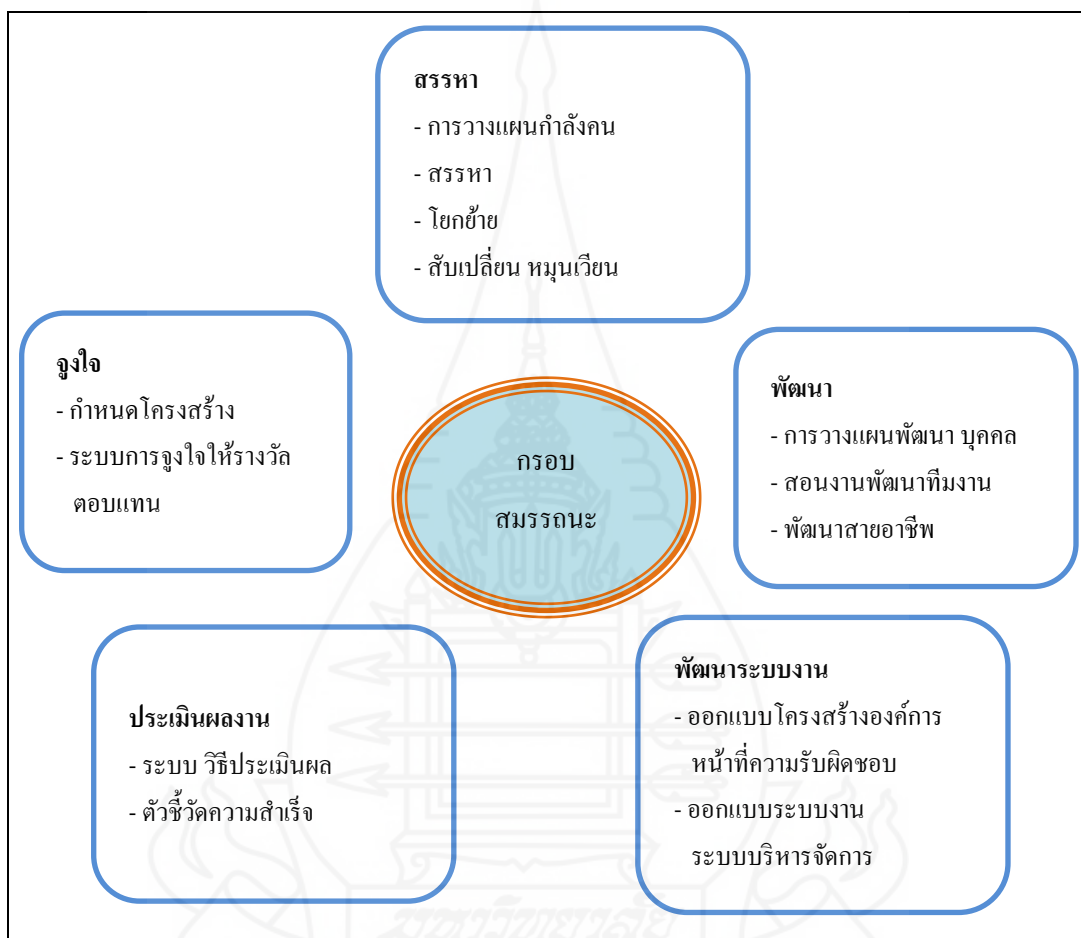 สรรหา
- การวางแผนกำลังคน
- สรรหา
- โยกย้าย
- สับเปลี่ยน หมุนเวียน
จูงใจ
- กำหนดโครงสร้าง
- ระบบการจูงใจให้รางวัล
ตอบแทน
กรอบ
สมรรถนะ
พัฒนา
- การวางแผนพัฒนา บุคคล
- สอนงานพัฒนาทีมงาน
- พัฒนาสายอาชีพ
ประเมินผลงาน
- ระบบ วิธีประเมินผล
- ตัวชี้วัดความสำเร็จ
พัฒนาระบบงาน
- ออกแบบโครงสร้างองค์การ
หน้าที่ความรับผิดชอบ
- ออกแบบระบบงาน
ระบบบริหารจัดการ
มหาวิทยาลัย